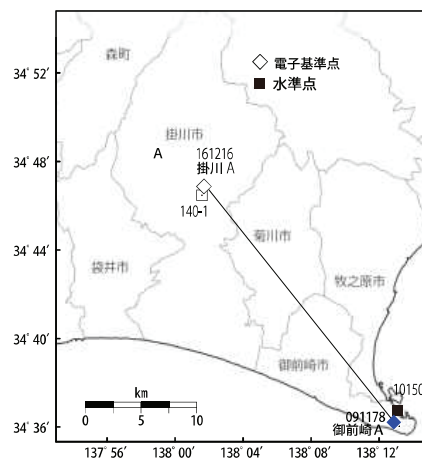 34° 52'
34° 48'
34° 44'
34° 40'
34° 36'
森町
電子基準点
水準点
掛川市
A
161216
掛川 A
140-1
菊川市
袋井市
牧之原市
御前崎市
km
0 5 10
10150
091178
御前崎 A
137° 56' 138° 00' 138° 04' 138° 08' 138° 12'